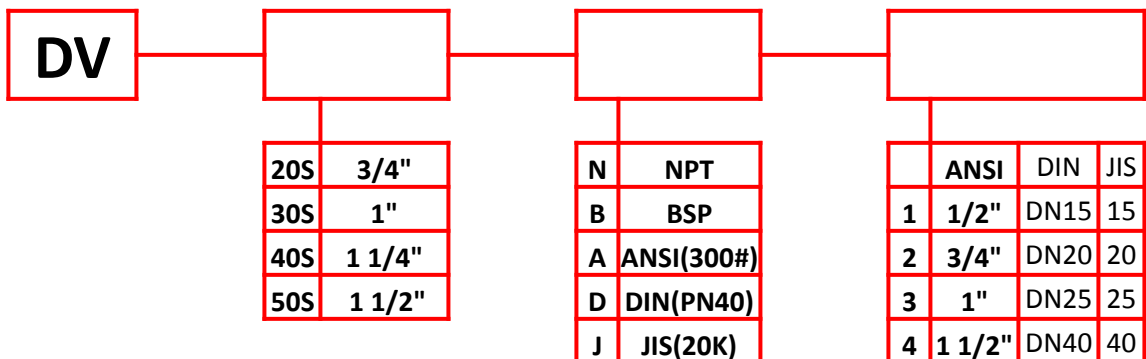 DV
20S 3/4"
30S 1"
40S 1 1/4"
50S 1 1/2"
N NPT
B BSP
A ANSI(300#)
D DIN(PN40)
J JIS(20K)
ANSI DIN JIS
1 1/2" DN15 15
2 3/4" DN20 20
3 1" DN25 25
4 1 1/2" DN40 40